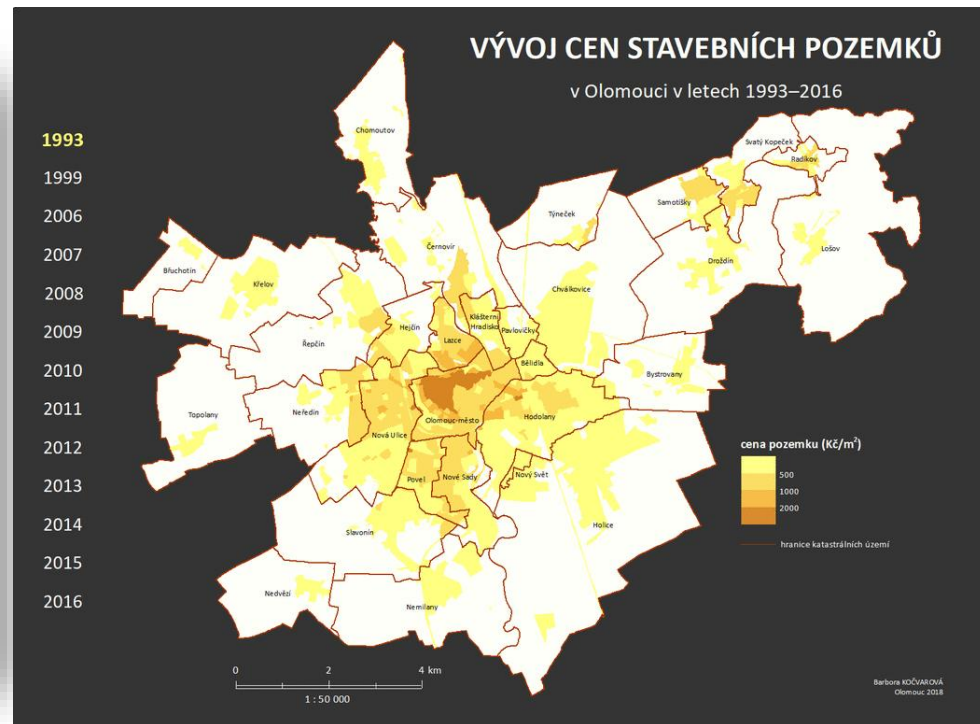 VÝVOJ CEN STAVEBNÍCH POZEMKŮ
v Olomouci v letech 1993–2016
1993
1999
2006
2007
2008
2009
2010
2011
2012
2013
2014
2015
2016
Chomoutov
Svatý Kopeček
Radíkov
Samotišky
Týneček
Lošov
Droždín
Černovír
Břuchotín
Křelov
Chválkovice
Klášterní
Hradisko
Pavlovičky
Hejčín
Lazce
Řepčín
Bělidla
Bystrovany
Topolany
Neředín
Olomouc-město
Hodolany
Nová Ulice
Povel
Nové Sady
Nový Svět
Slavonín
Holice
Nedvězí
Nemilany
cena pozemku (Kč/m²)
500
1000
2000
hranice katastrálních území
0 2 4 km
1 : 50 000
Barbora KOČVAROVÁ
Olomouc 2018